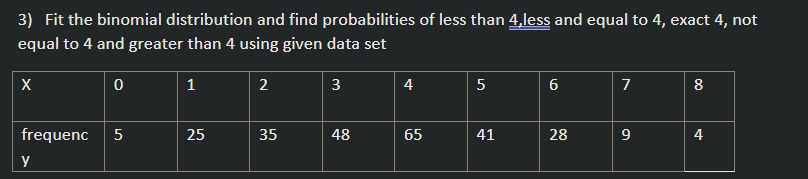 3) Fit the binomial distribution and find probabilities of less than 4,less and equal to 4, exact 4, not
equal to 4 and greater than 4 using given data set
X 0 1 2 3 4 5 6 7 8
frequenc 5 25 35 48 65 41 28 9 4
y